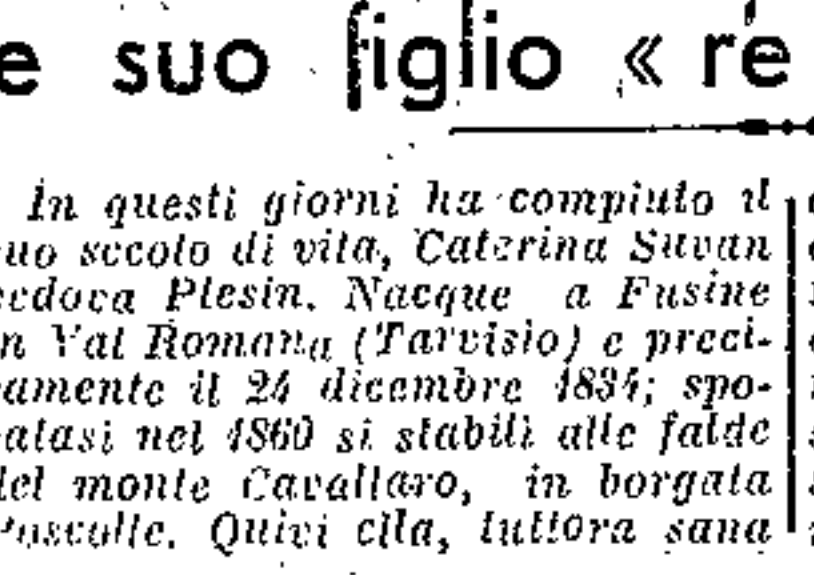 e suo figlio « re
In questi giorni ha compiuto il
suo secolo di vita, Caterina Suvan
vedova Plesin. Nacque a Fusine
in Val Romana (Tarvisio) e preci-
samente il 24 dicembre 1834; spo-
satasi nel 1860 si stabilì alle falde
del monte Cavallaro, in borgata
Poscolle. Quivi ella, tuttora sana